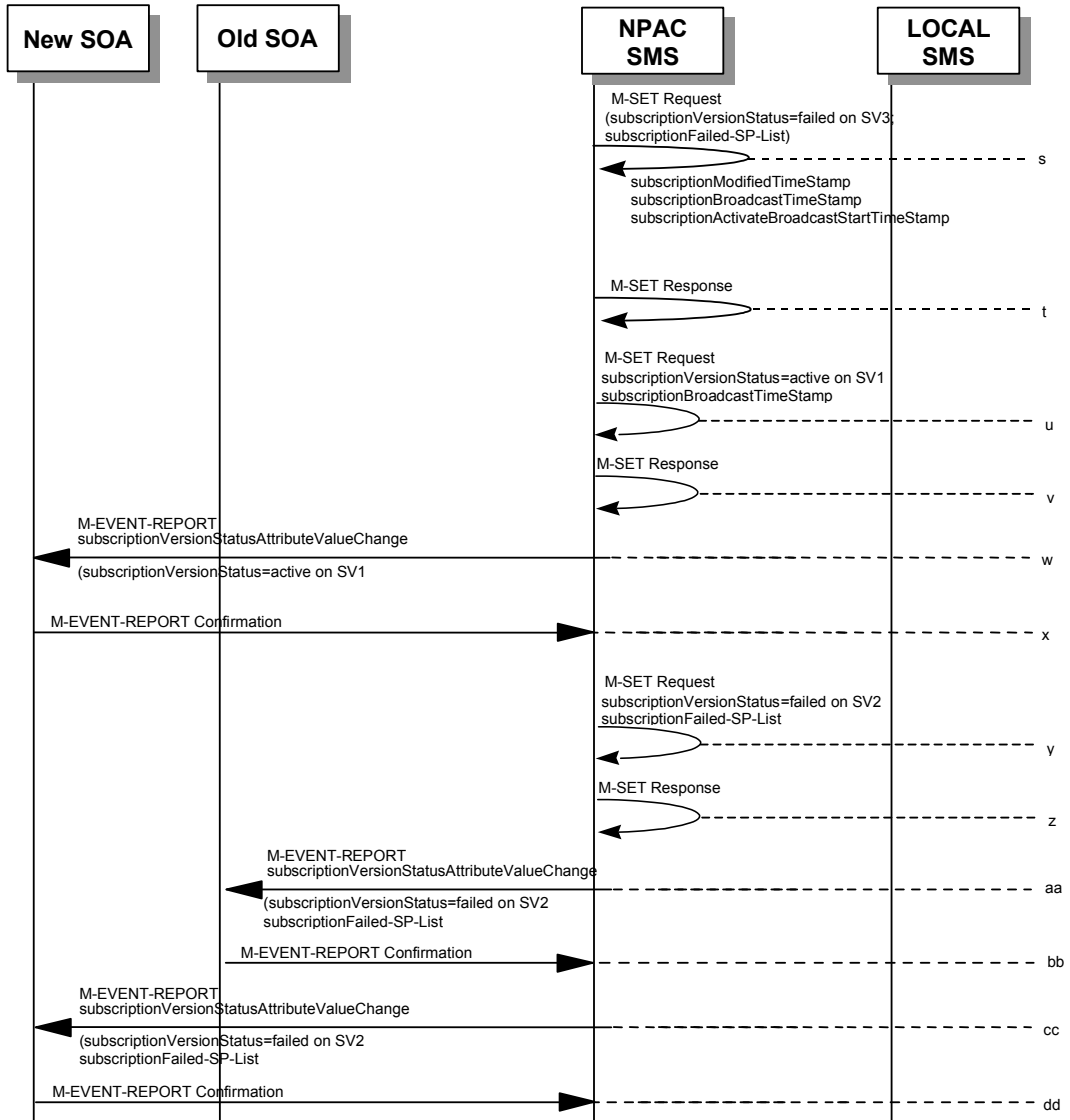 New SOA
Old SOA
NPAC
SMS
LOCAL
SMS
M-SET Request
(subscriptionVersionStatus=failed on SV3;
subscriptionFailed-SP-List)
s
subscriptionModifiedTimeStamp
subscriptionBroadcastTimeStamp
subscriptionActivateBroadcastStartTimeStamp
M-SET Response
t
M-SET Request
subscriptionVersionStatus=active on SV1
subscriptionBroadcastTimeStamp
u
M-SET Response
v
M-EVENT-REPORT
subscriptionVersionStatusAttributeValueChange
w
(subscriptionVersionStatus=active on SV1
M-EVENT-REPORT Confirmation
x
M-SET Request
subscriptionVersionStatus=failed on SV2
subscriptionFailed-SP-List
y
M-SET Response
z
M-EVENT-REPORT
subscriptionVersionStatusAttributeValueChange
aa
(subscriptionVersionStatus=failed on SV2
subscriptionFailed-SP-List
M-EVENT-REPORT Confirmation
bb
M-EVENT-REPORT
subscriptionVersionStatusAttributeValueChange
cc
(subscriptionVersionStatus=failed on SV2
subscriptionFailed-SP-List
M-EVENT-REPORT Confirmation
dd